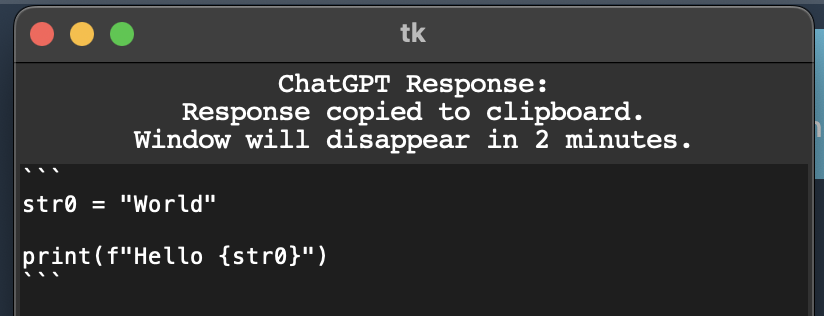 tk
ChatGPT Response:
Response copied to clipboard.
Window will disappear in 2 minutes.
```
str0 = "World"
print(f"Hello {str0}")
```